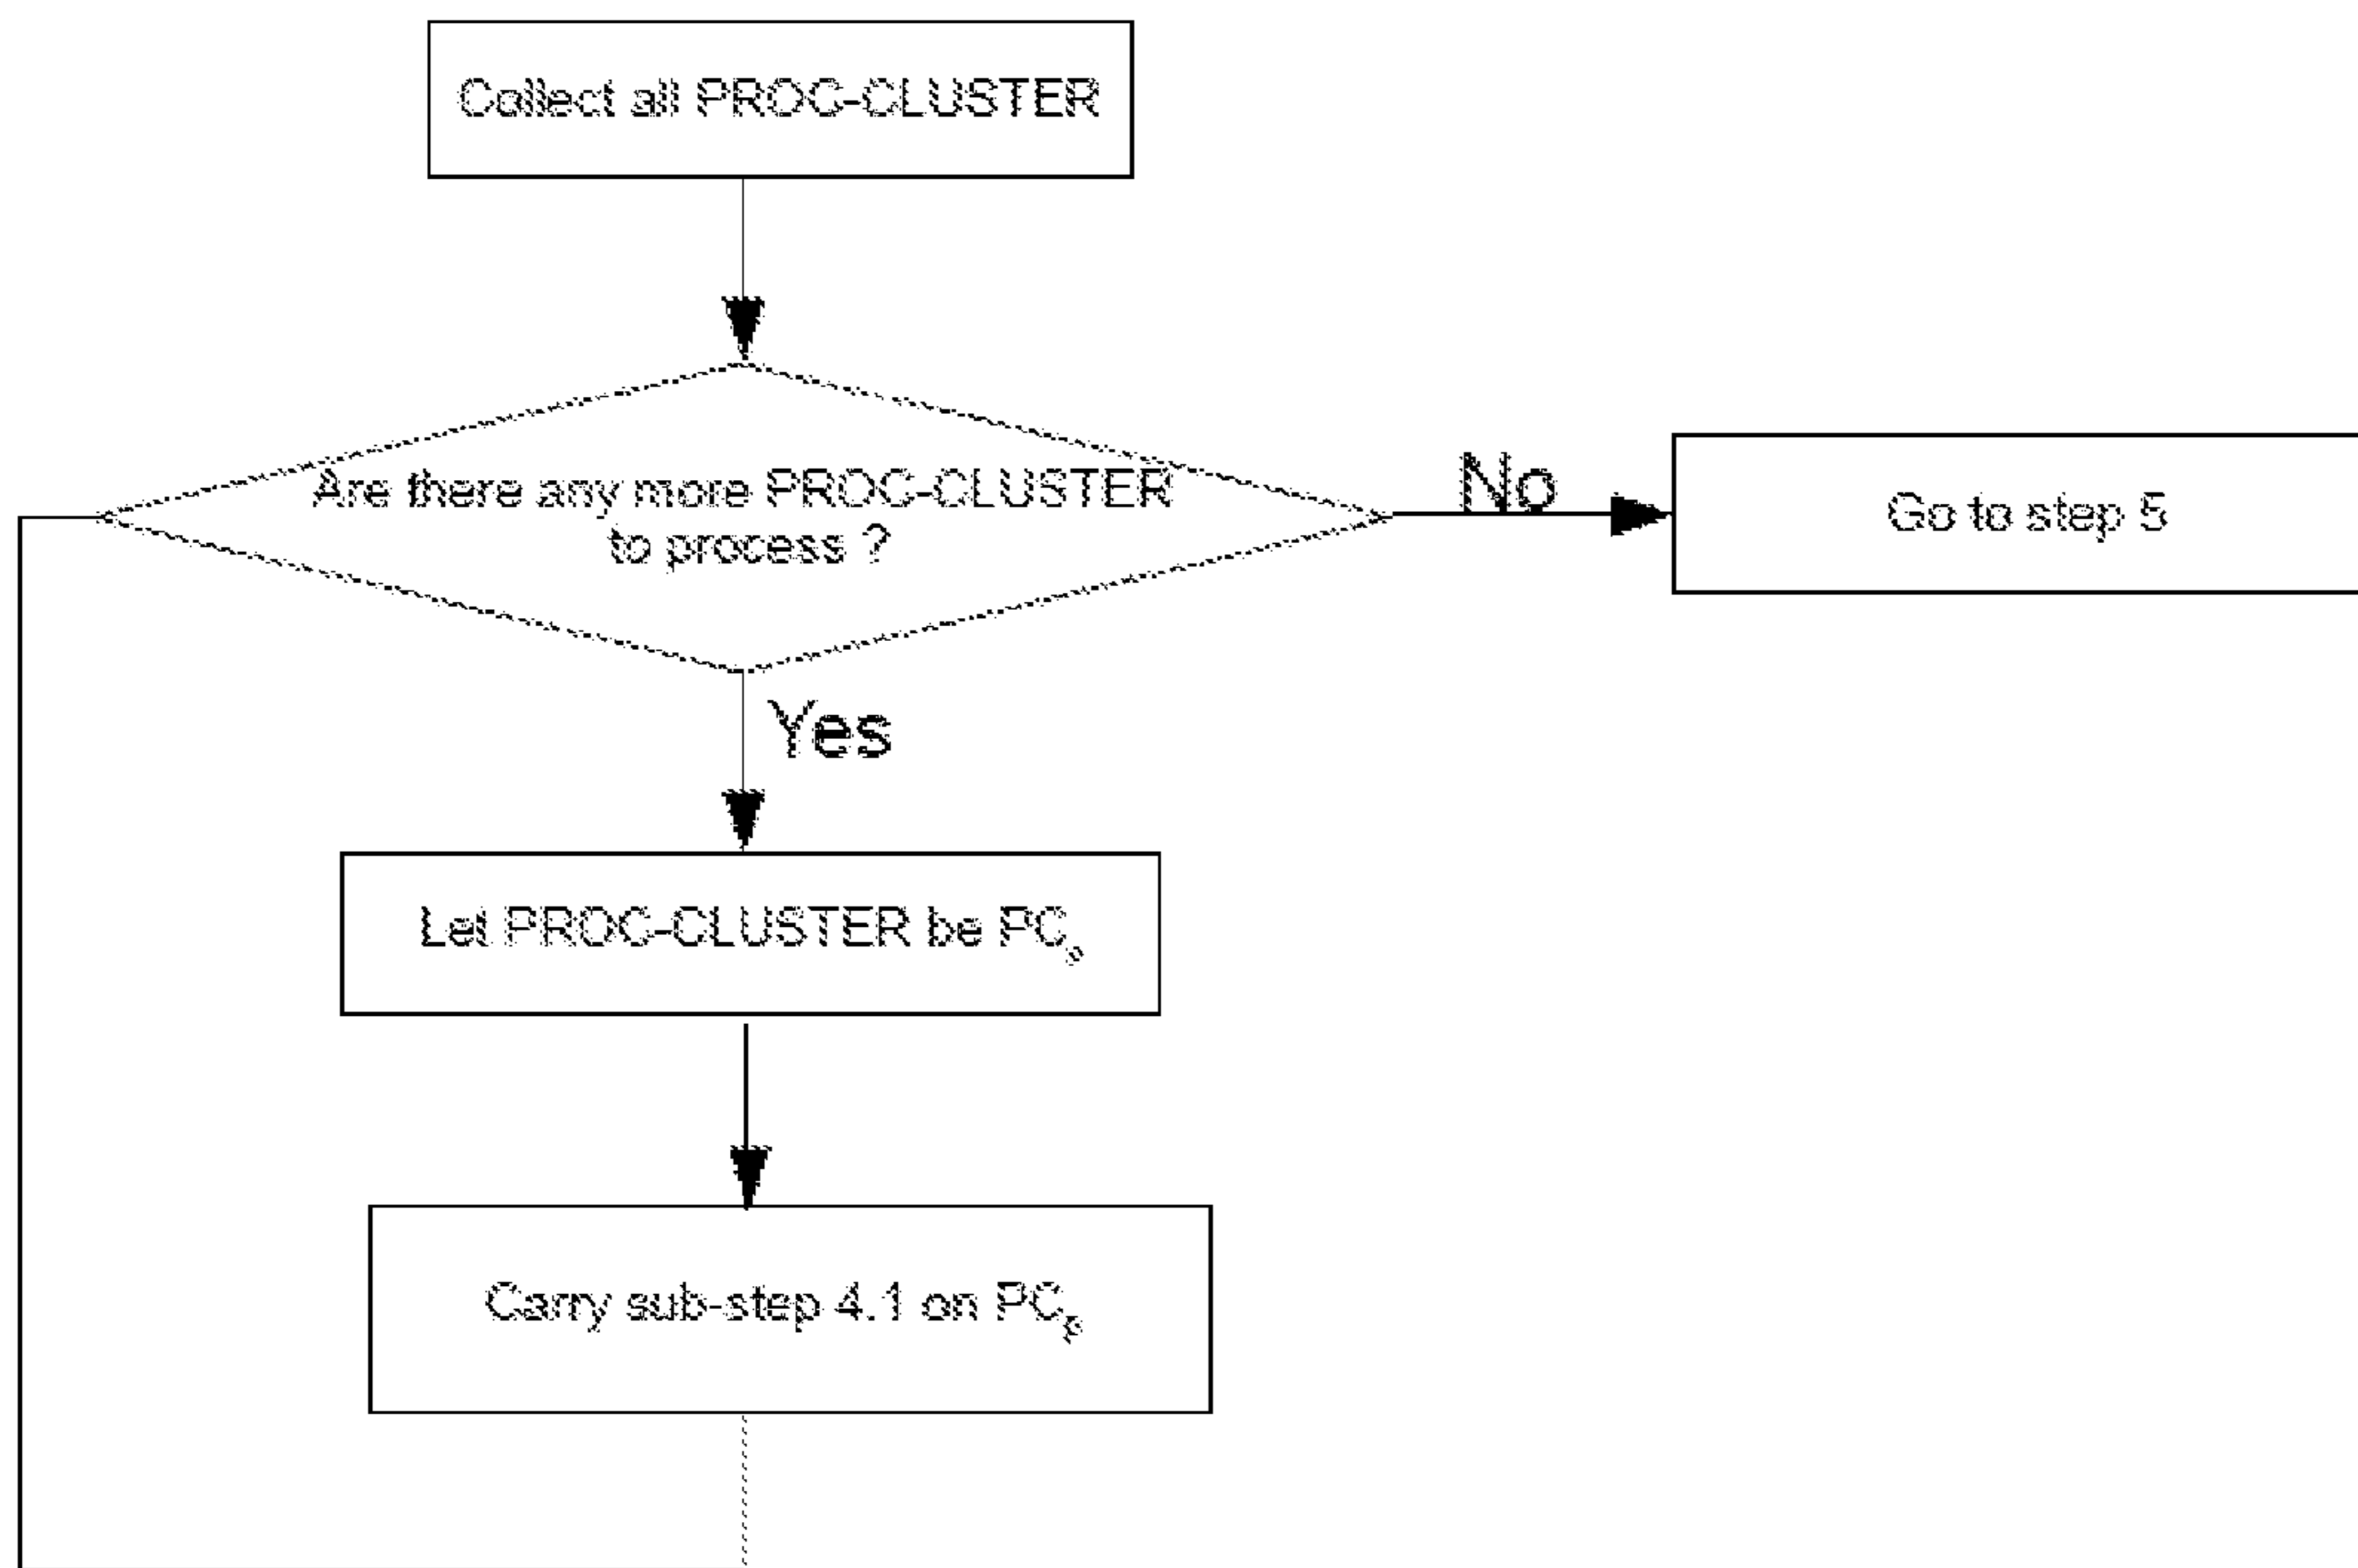 Collect all PROC-CLUSTER
Are there any more PROC-CLUSTER
to process ?
No
Go to step 5
Yes
Let PROC-CLUSTER be PC
Carry sub-step 4.1 on PC